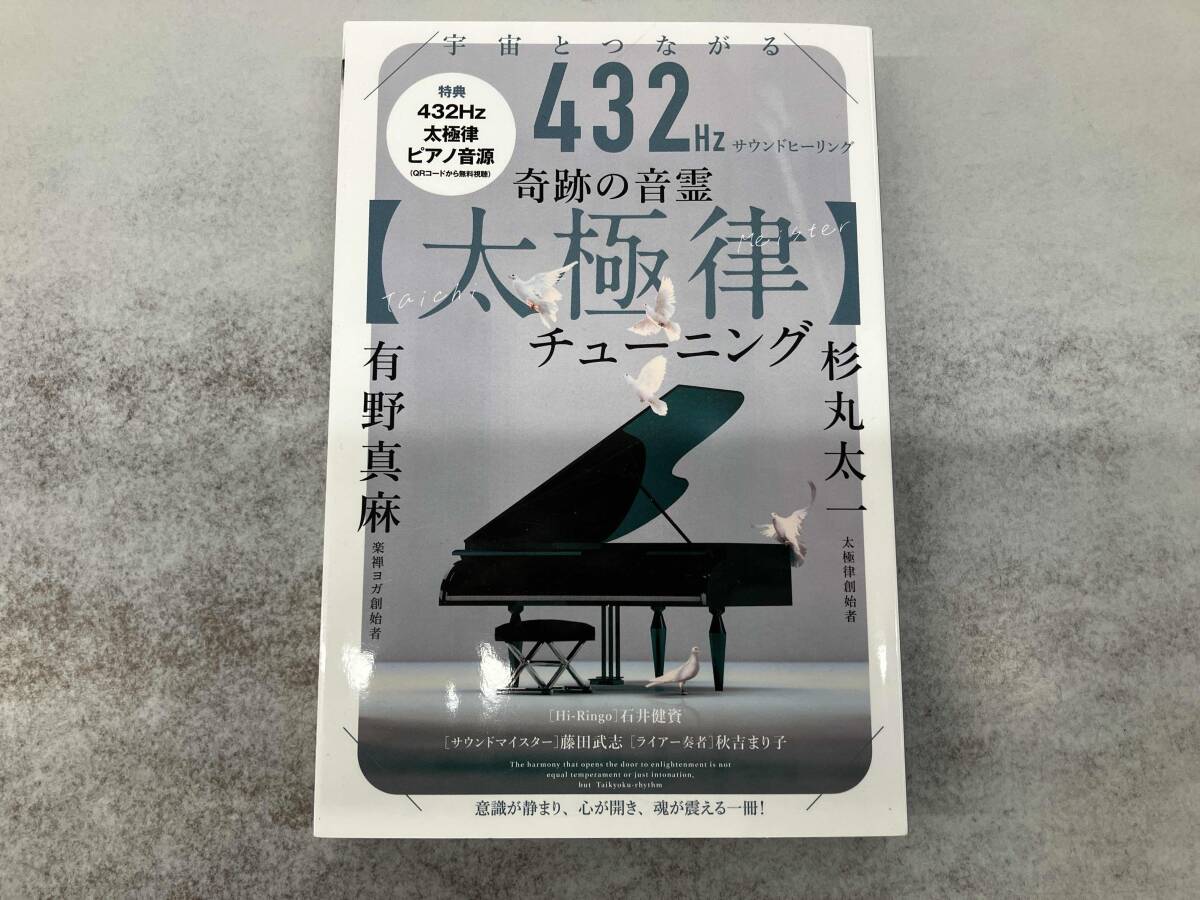 宇宙とつながる
特典
432Hz
太極律
ピアノ音源
(QRコードから無料視聴)
432Hz サウンドヒーリング
奇跡の音霊
【太極律】
Taichi Meister
チューニング
杉丸太一
太極律創始者
有野真麻
楽禅ヨガ創始者
[Hi-Ringo]石井健資
[サウンドマイスター]藤田武志 [ライアー奏者]秋吉まり子
The harmony that opens the door to enlightenment is not
equal temperament or just intonation,
but Taikyoku-rhythm
意識が静まり、心が開き、魂が震える一冊!